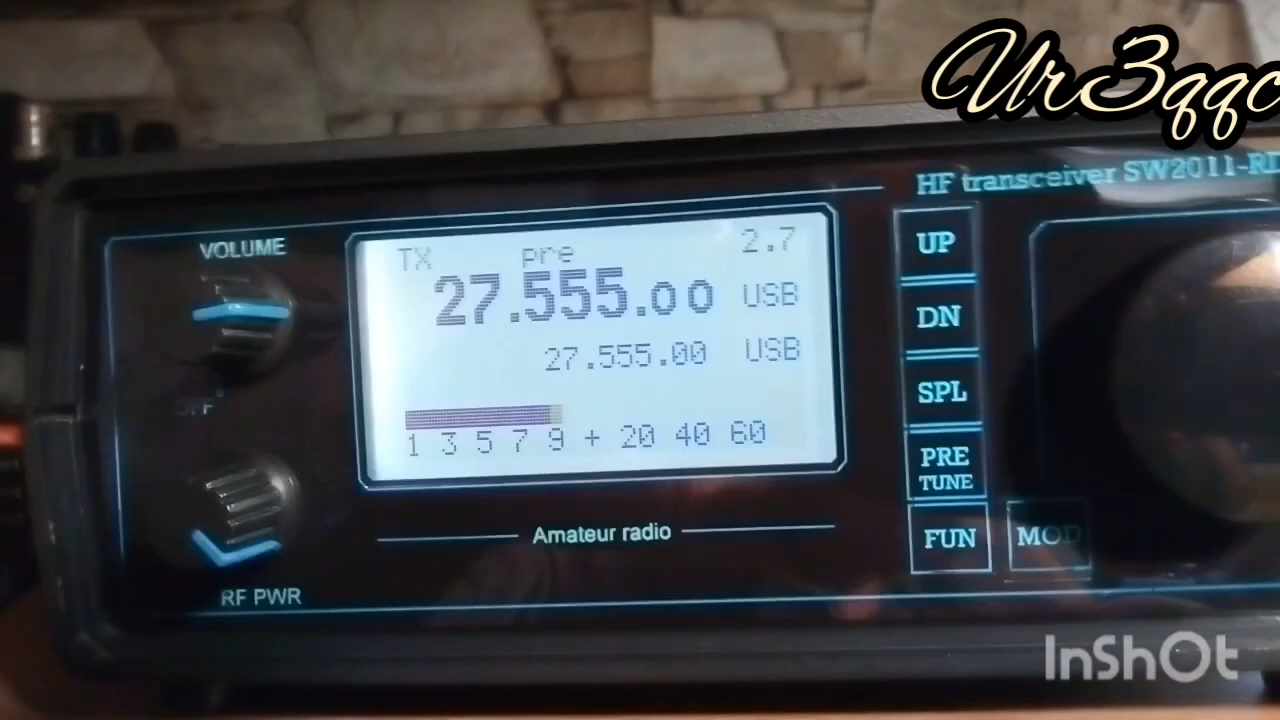 Ur3qqc
HF transceiver SW2011-RD
VOLUME
OFF
RF PWR
TX pre 2.7
27.555.00 USB
27.555.00 USB
1 3 5 7 9 + 20 40 60
Amateur radio
UP
DN
SPL
PRE
TUNE
FUN
MOD
InShOt